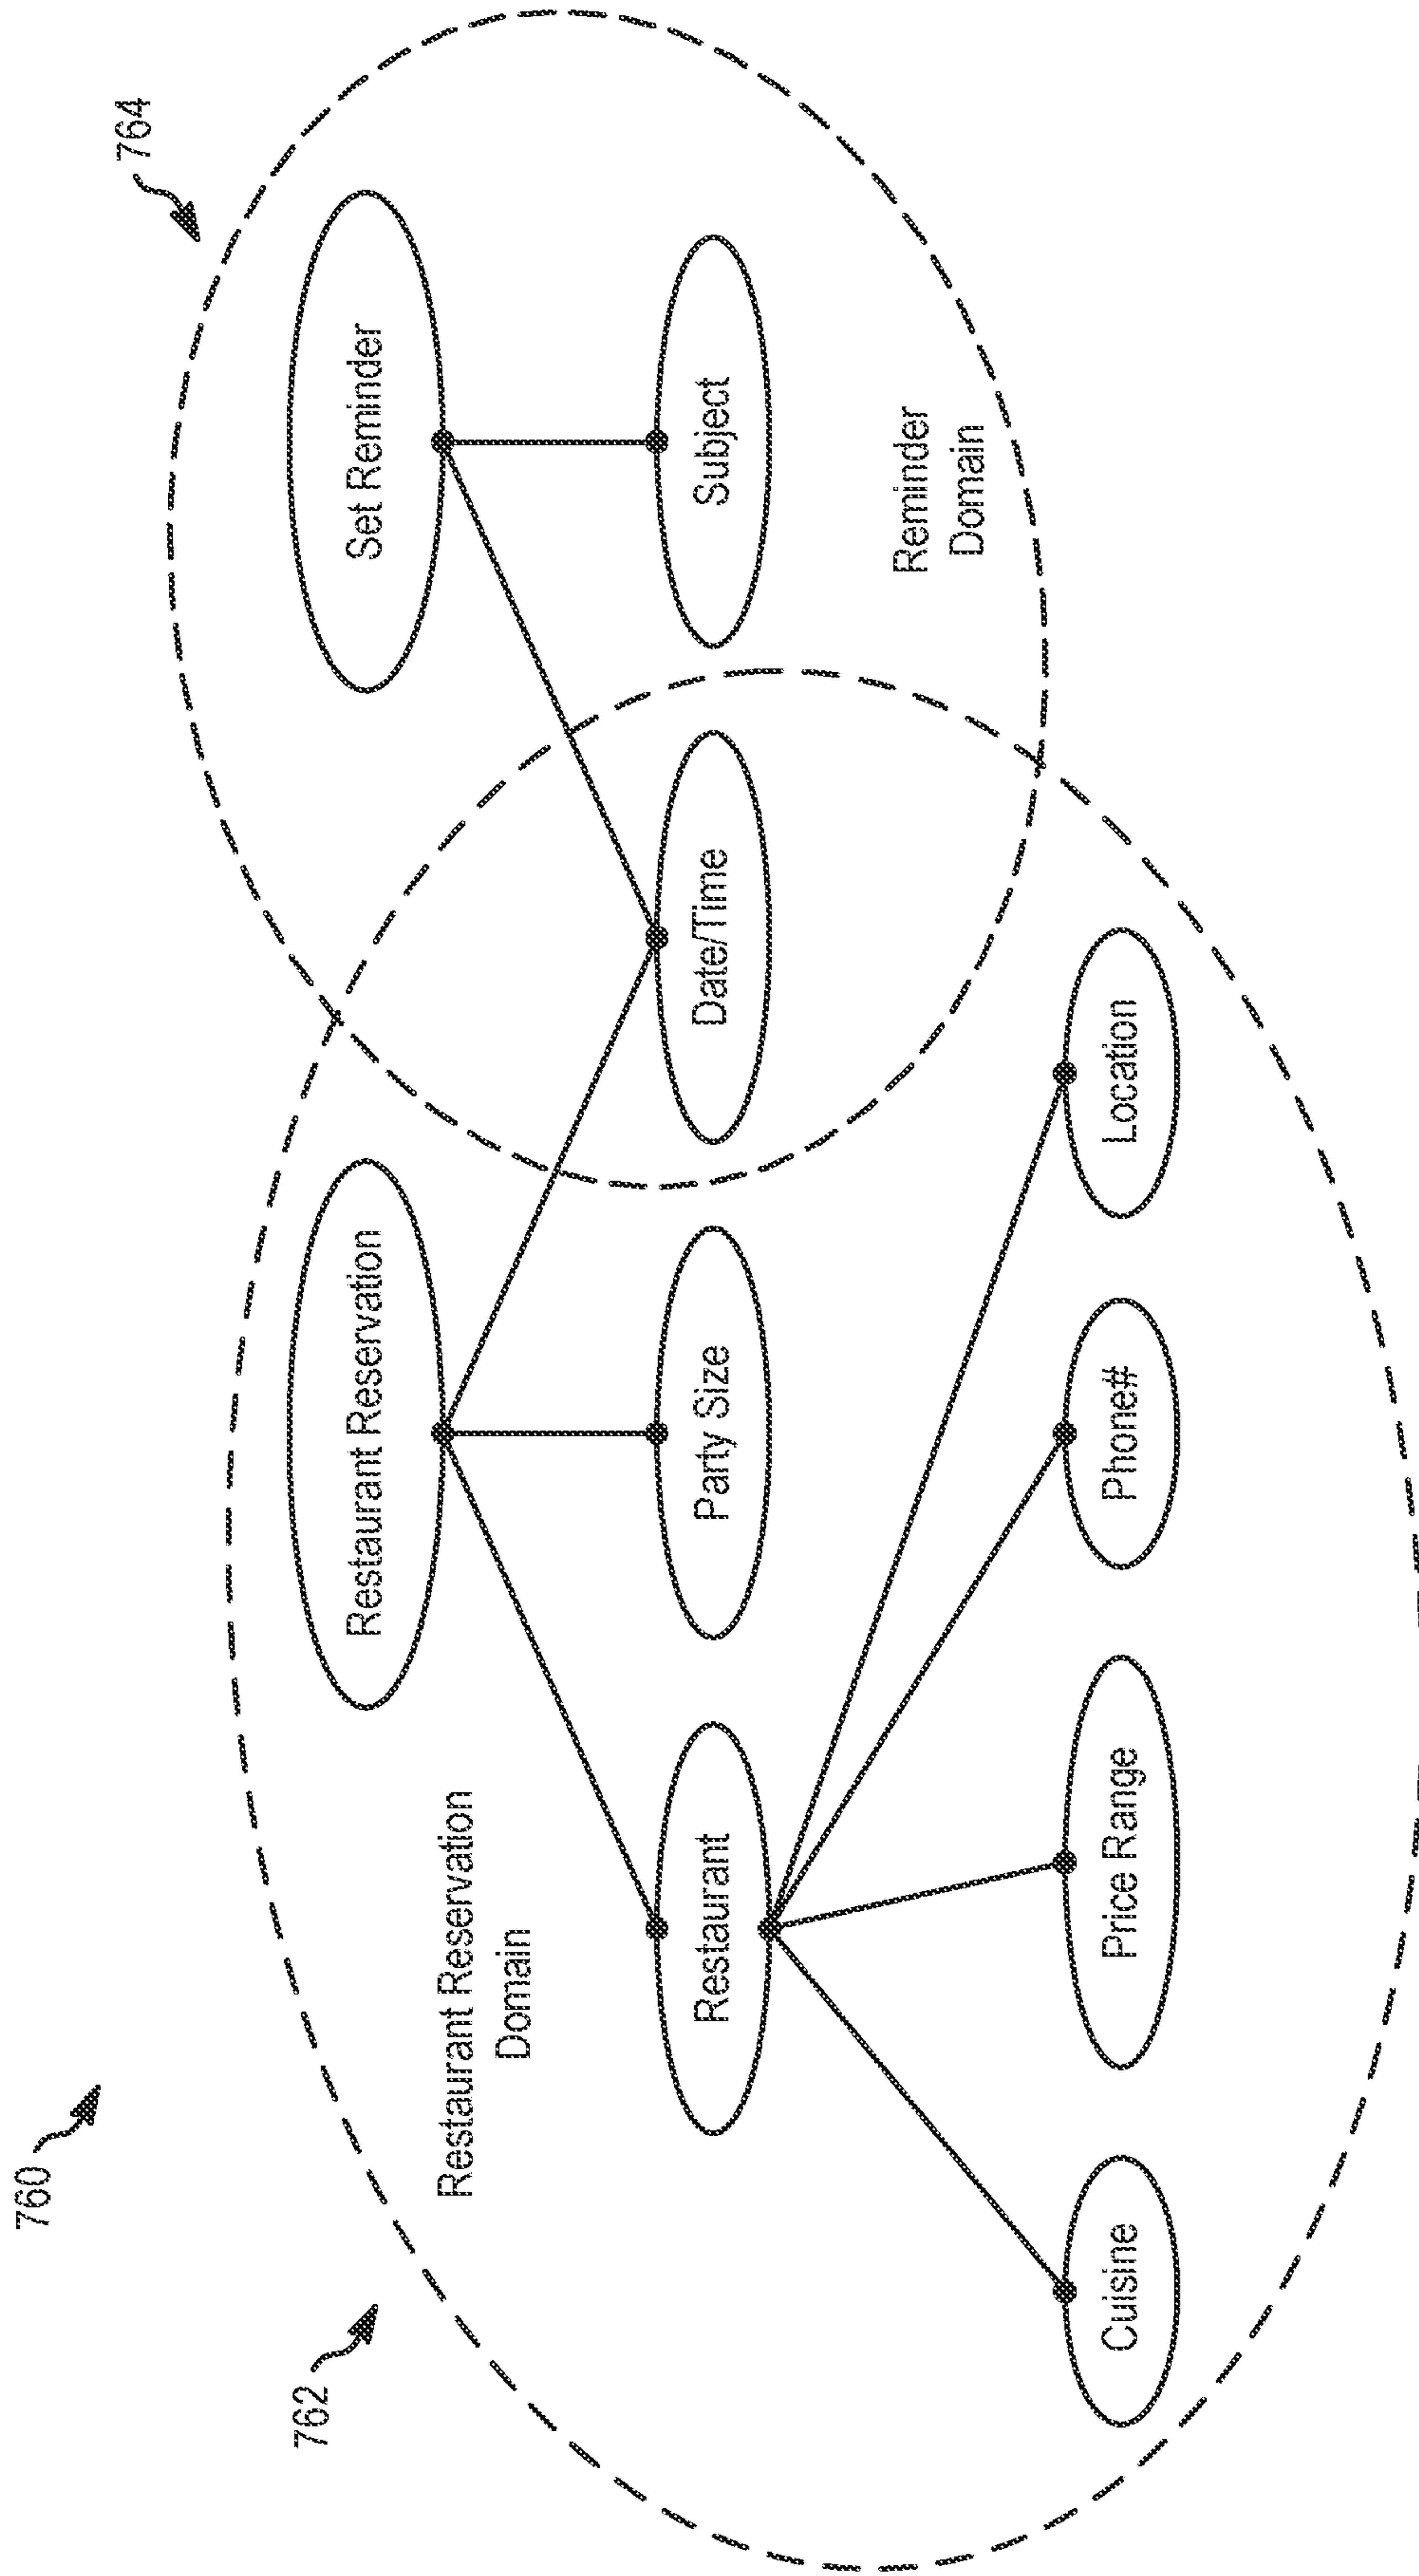 760
762
764
Restaurant Reservation
Set Reminder
Restaurant Reservation
Domain
Restaurant
Party Size
Date/Time
Subject
Reminder
Domain
Cuisine
Price Range
Phone#
Location